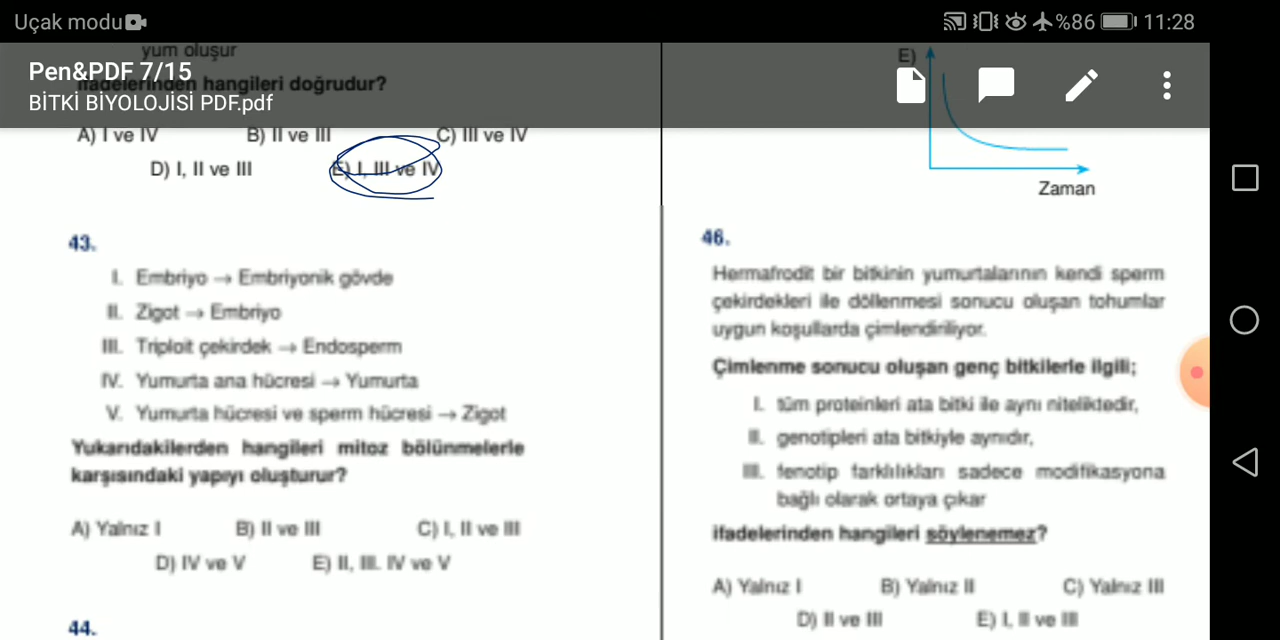 Uçak modu
%86 11:28
yum oluşur
Pen&PDF 7/15
ifadelerinden hangileri doğrudur?
BİTKİ BİYOLOJİSİ PDF.pdf
A) I ve IV B) II ve III C) III ve IV
D) I, II ve III E) I, III ve IV
43.
I. Embriyo → Embriyonik gövde
II. Zigot → Embriyo
III. Triploit çekirdek → Endosperm
IV. Yumurta ana hücresi → Yumurta
V. Yumurta hücresi ve sperm hücresi → Zigot
Yukarıdakilerden hangileri mitoz bölünmelerle
karşısındaki yapıyı oluşturur?
A) Yalnız I B) II ve III C) I, II ve III
D) IV ve V E) II, III. IV ve V
44.
E)
Zaman
46.
Hermafrodit bir bitkinin yumurtalarının kendi sperm
çekirdekleri ile döllenmesi sonucu oluşan tohumlar
uygun koşullarda çimlendiriliyor.
Çimlenme sonucu oluşan genç bitkilerle ilgili;
I. tüm proteinleri ata bitki ile aynı niteliktedir,
II. genotipleri ata bitkiyle aynıdır,
III. fenotip farklılıkları sadece modifikasyona
bağlı olarak ortaya çıkar
ifadelerinden hangileri söylenemez?
A) Yalnız I B) Yalnız II C) Yalnız III
D) II ve III E) I, II ve III